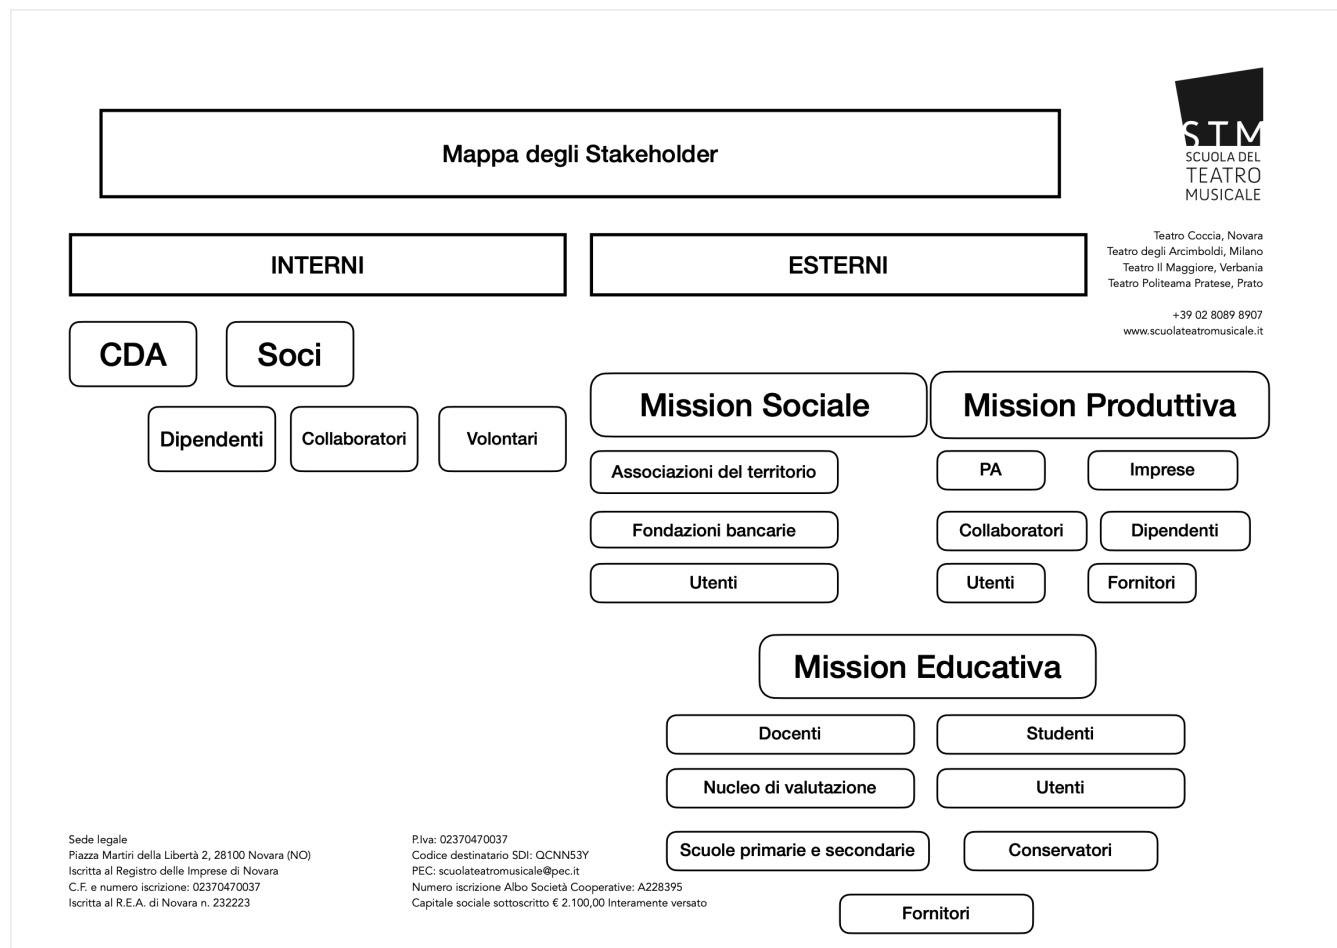 Mappa degli Stakeholder
STM
SCUOLA DEL
TEATRO
MUSICALE
Teatro Coccia, Novara
Teatro degli Arcimboldi, Milano
Teatro Il Maggiore, Verbania
Teatro Politeama Pratese, Prato
+39 02 8089 8907
www.scuolateatromusicale.it
INTERNI
CDA
Soci
Dipendenti
Collaboratori
Volontari
ESTERNI
Mission Sociale
Associazioni del territorio
Fondazioni bancarie
Utenti
Mission Produttiva
PA
Imprese
Collaboratori
Dipendenti
Utenti
Fornitori
Mission Educativa
Docenti
Studenti
Nucleo di valutazione
Utenti
Scuole primarie e secondarie
Conservatori
Fornitori
Sede legale
Piazza Martiri della Libertà 2, 28100 Novara (NO)
Iscritta al Registro delle Imprese di Novara
C.F. e numero iscrizione: 02370470037
Iscritta al R.E.A. di Novara n. 232223
P.Iva: 02370470037
Codice destinatario SDI: QCNN53Y
PEC: scuolateatromusicale@pec.it
Numero iscrizione Albo Società Cooperative: A228395
Capitale sociale sottoscritto € 2.100,00 Interamente versato